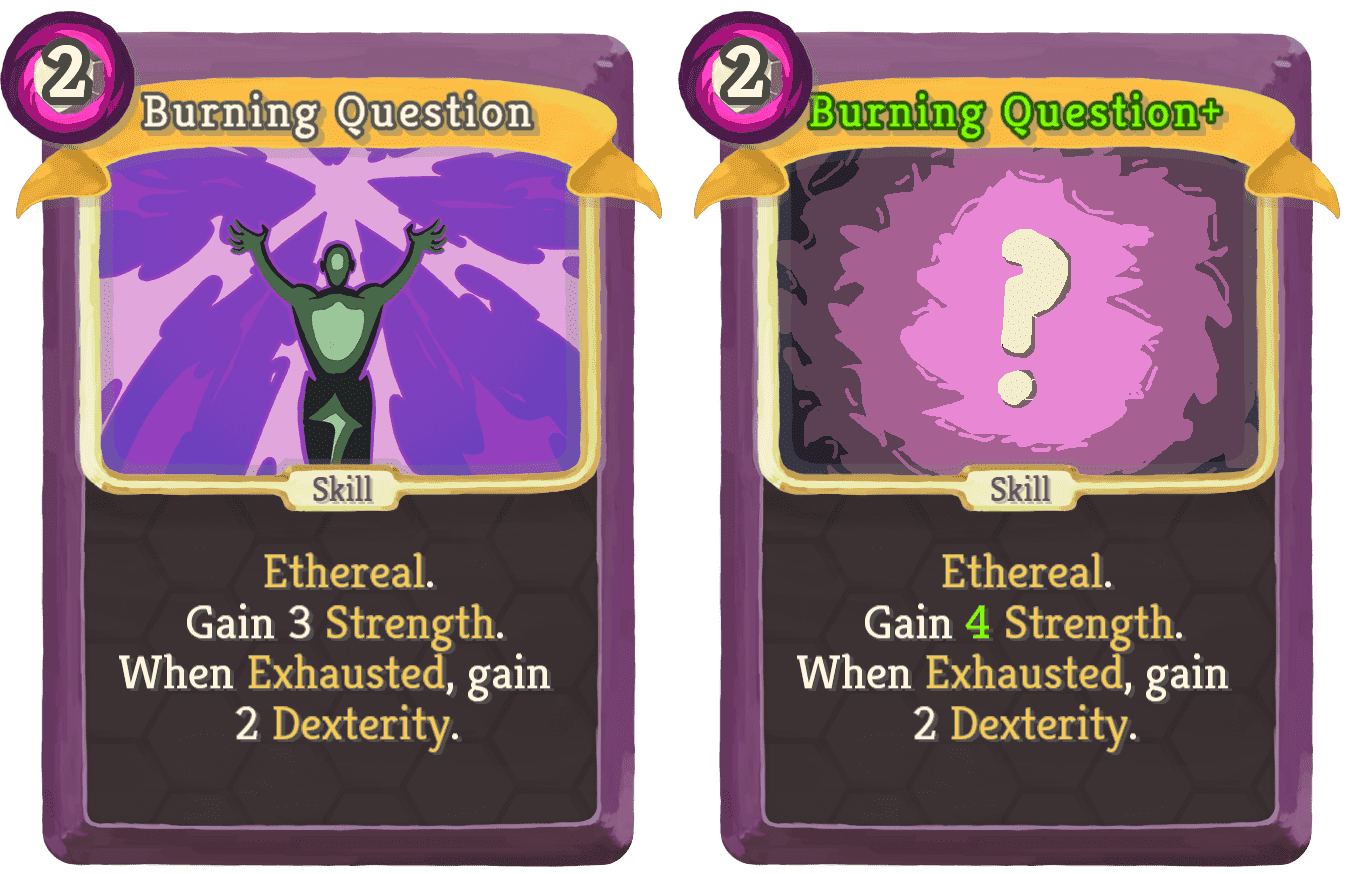 2
Burning Question
Skill
Ethereal.
Gain 3 Strength.
When Exhausted, gain
2 Dexterity.
2
Burning Question+
?
Skill
Ethereal.
Gain 4 Strength.
When Exhausted, gain
2 Dexterity.